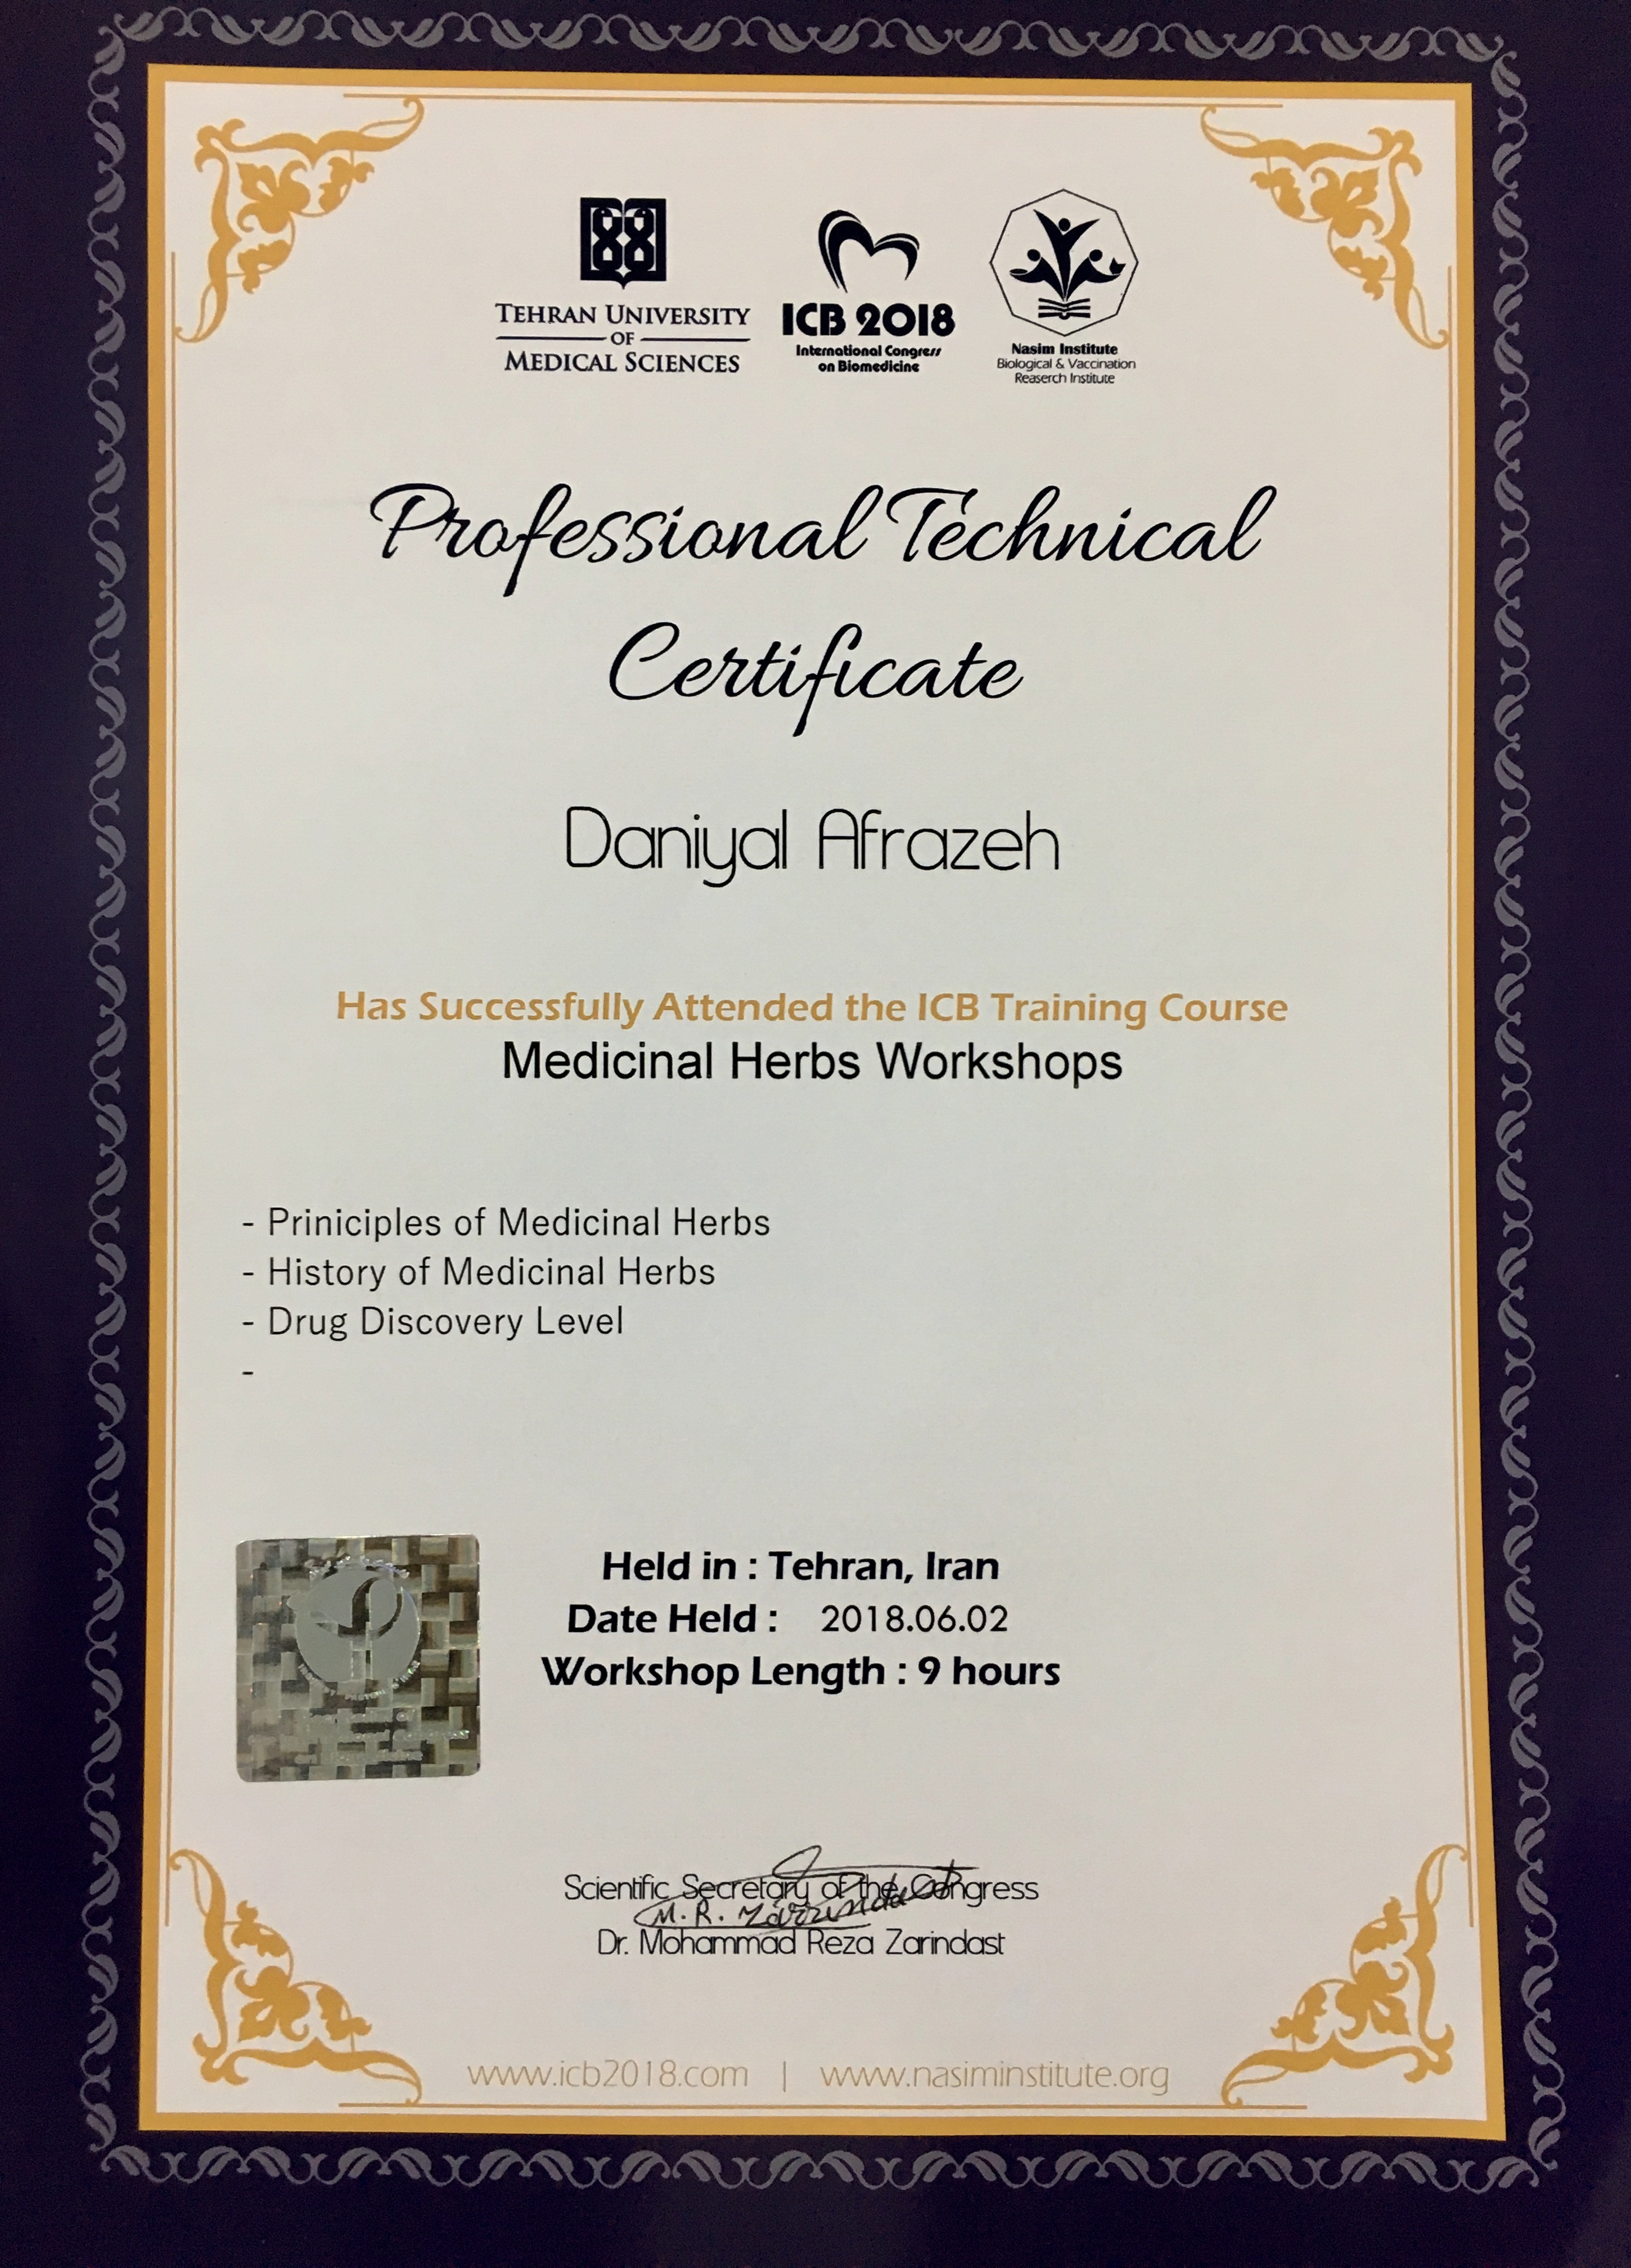 TEHRAN UNIVERSITY
OF
MEDICAL SCIENCES
ICB 2018
International Congress
on Biomedicine
Nasim Institute
Biological & Vaccination
Reaserch Institute
Professional Technical
Certificate
Daniyal Afrazeh
Has Successfully Attended the ICB Training Course
Medicinal Herbs Workshops
- Priniciples of Medicinal Herbs
- History of Medicinal Herbs
- Drug Discovery Level
-
Held in : Tehran, Iran
Date Held : 2018.06.02
Workshop Length : 9 hours
Scientific Secretary of the Congress
M.R. Zarrindast
Dr. Mohammad Reza Zarindast
www.icb2018.com | www.nasiminstitute.org